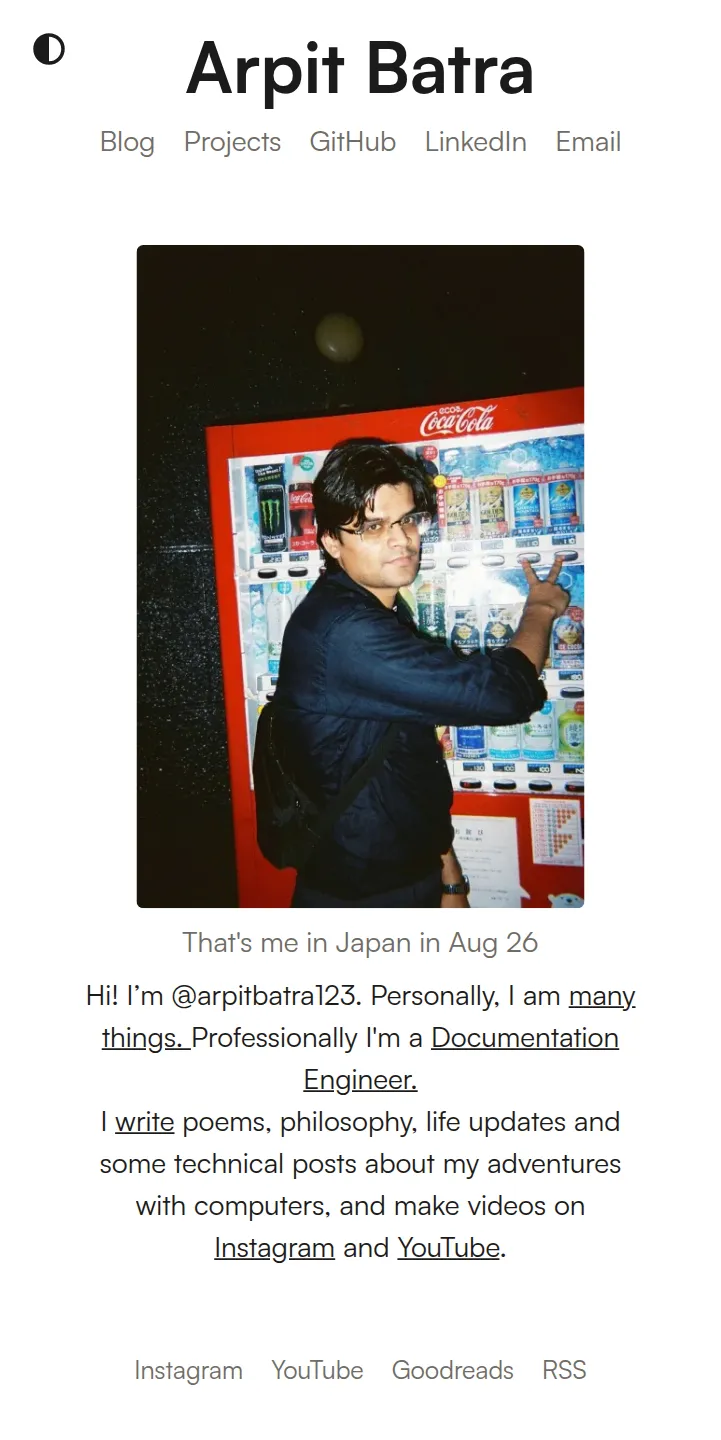 Arpit Batra
Blog Projects GitHub LinkedIn Email
Coca-Cola
That's me in Japan in Aug 26
Hi! I’m @arpitbatra123. Personally, I am many
things. Professionally I'm a Documentation
Engineer.
I write poems, philosophy, life updates and
some technical posts about my adventures
with computers, and make videos on
Instagram and YouTube.
Instagram YouTube Goodreads RSS